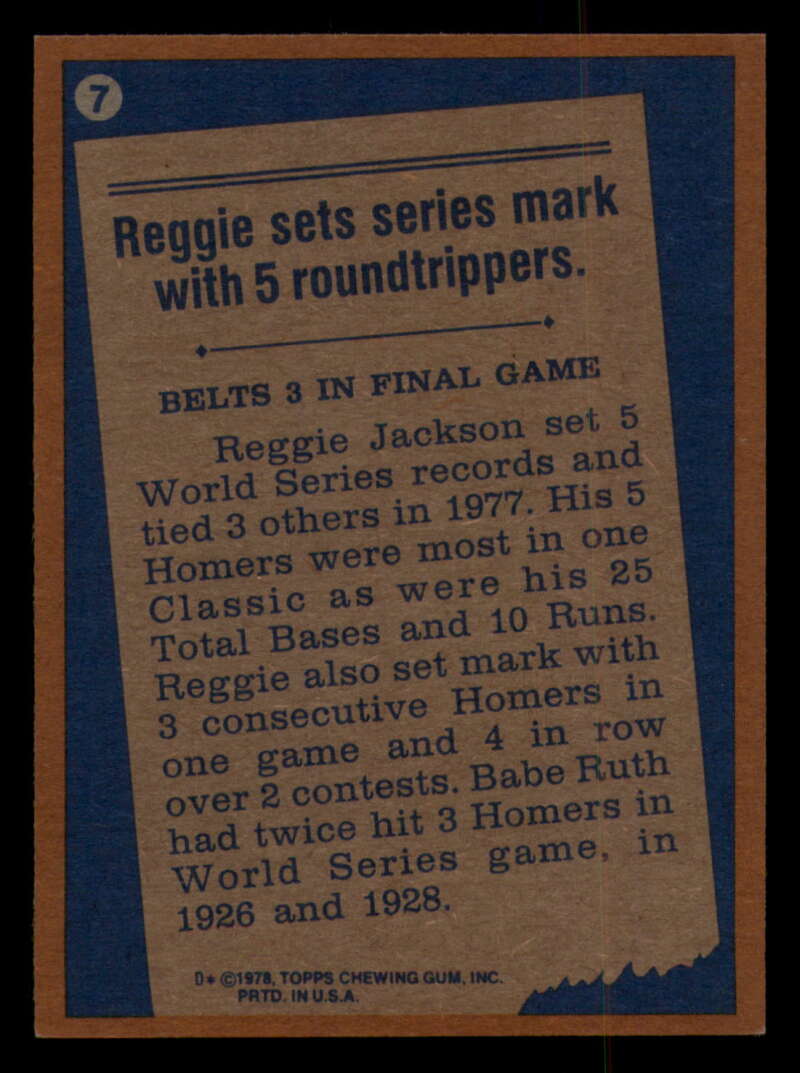 7
Reggie sets series mark
with 5 roundtrippers.
BELTS 3 IN FINAL GAME
Reggie Jackson set 5
World Series records and
tied 3 others in 1977. His 5
Homers were most in one
Classic as were his 25
Total Bases and 10 Runs.
Reggie also set mark with
3 consecutive Homers in
one game and 4 in row
over 2 contests. Babe Ruth
had twice hit 3 Homers in
World Series game, in
1926 and 1928.
D* ©1978, TOPPS CHEWING GUM, INC.
PRTD. IN U.S.A.